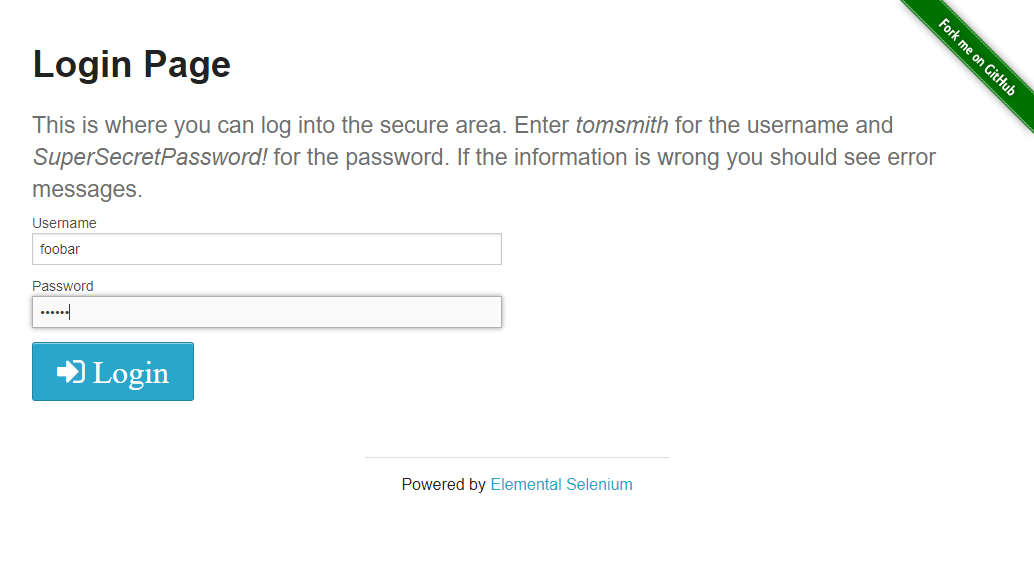 Fork me on GitHub
Login Page
This is where you can log into the secure area. Enter tomsmith for the username and
SuperSecretPassword! for the password. If the information is wrong you should see error
messages.
Username
foobar
Password
••••••
Login
Powered by Elemental Selenium